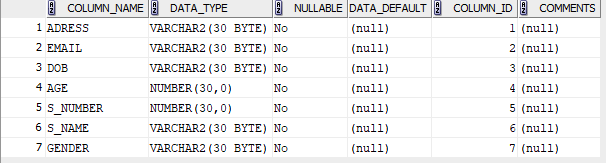 COLUMN_NAME DATA_TYPE NULLABLE DATA_DEFAULT COLUMN_ID COMMENTS
1 ADRESS VARCHAR2(30 BYTE) No (null) 1 (null)
2 EMAIL VARCHAR2(30 BYTE) No (null) 2 (null)
3 DOB VARCHAR2(30 BYTE) No (null) 3 (null)
4 AGE NUMBER(30,0) No (null) 4 (null)
5 S_NUMBER NUMBER(30,0) No (null) 5 (null)
6 S_NAME VARCHAR2(30 BYTE) No (null) 6 (null)
7 GENDER VARCHAR2(30 BYTE) No (null) 7 (null)